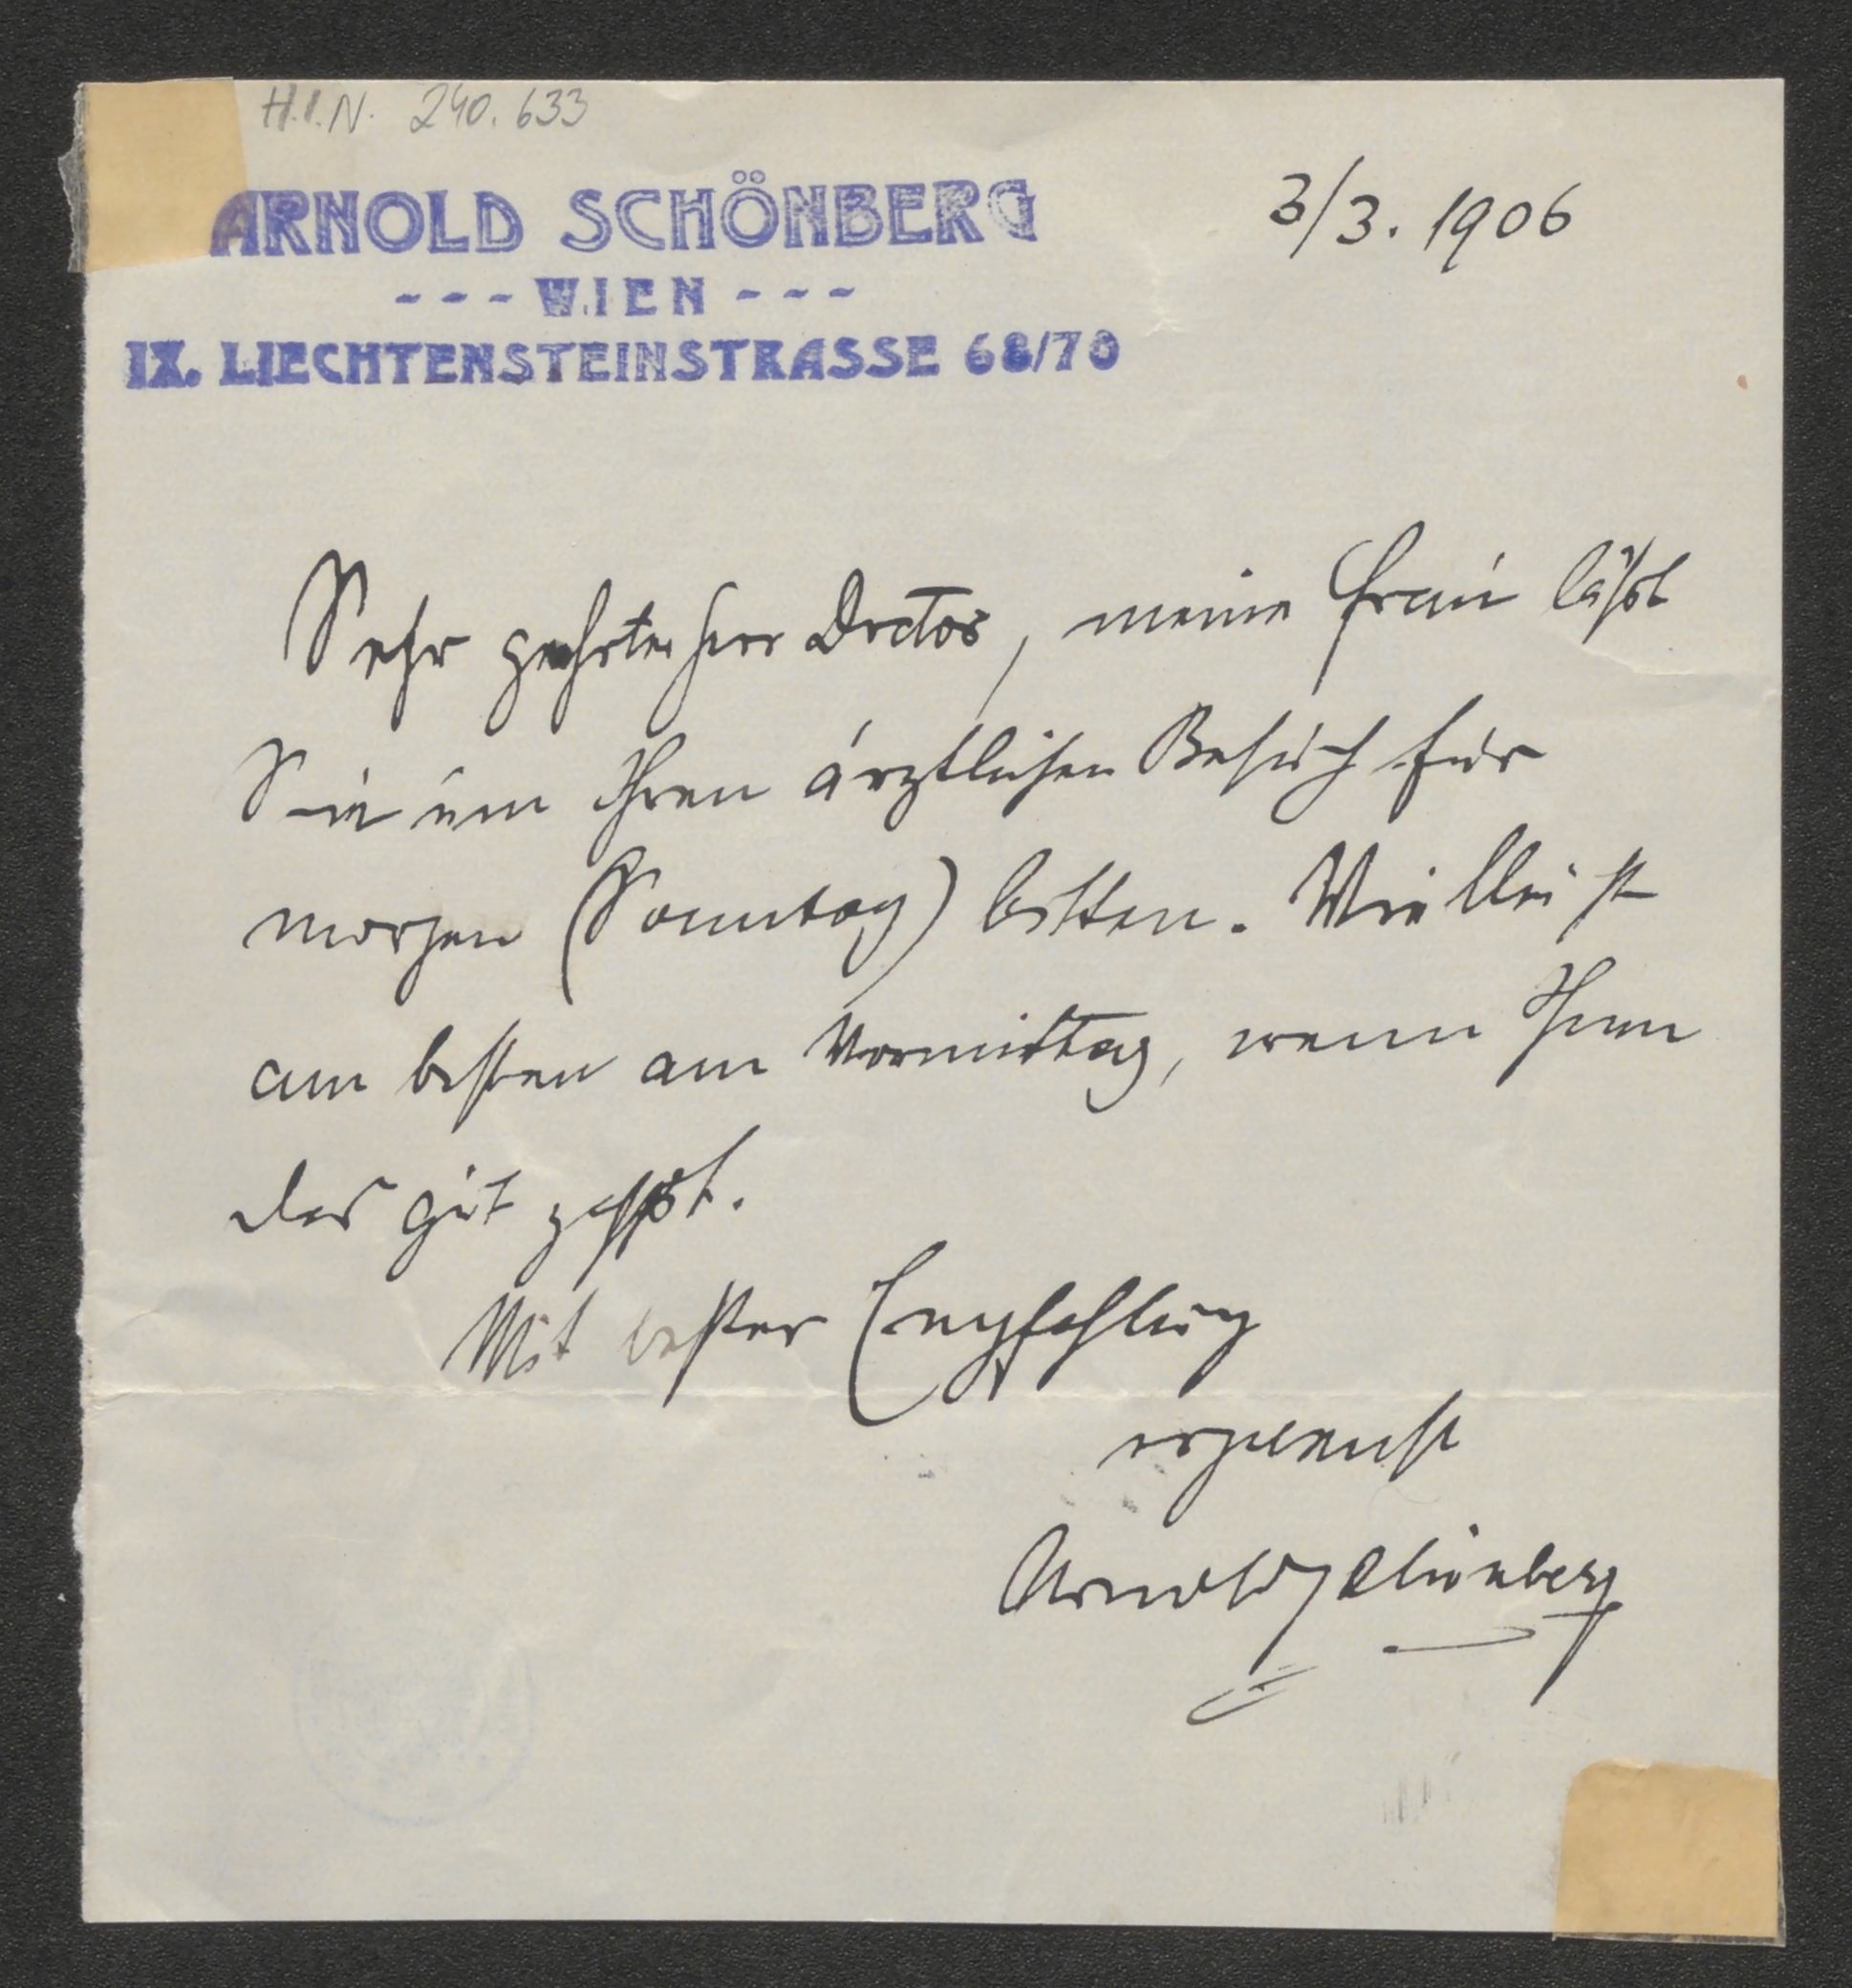 H.I.N. 240.633
ARNOLD SCHÖNBERG
3/3. 1906
- - - WIEN - - -
IX. LIECHTENSTEINSTRASSE 68/70
Sehr geehrter Herr Doctor, meine Frau läßt
Sie um Ihren ärztlichen Besuch für
morgen (Sonntag) bitten. Vielleicht
am besten am Vormittag, wenn Ihnen
das gut paßt.
Mit bester Empfehlung
ergebenst
Arnold Schönberg